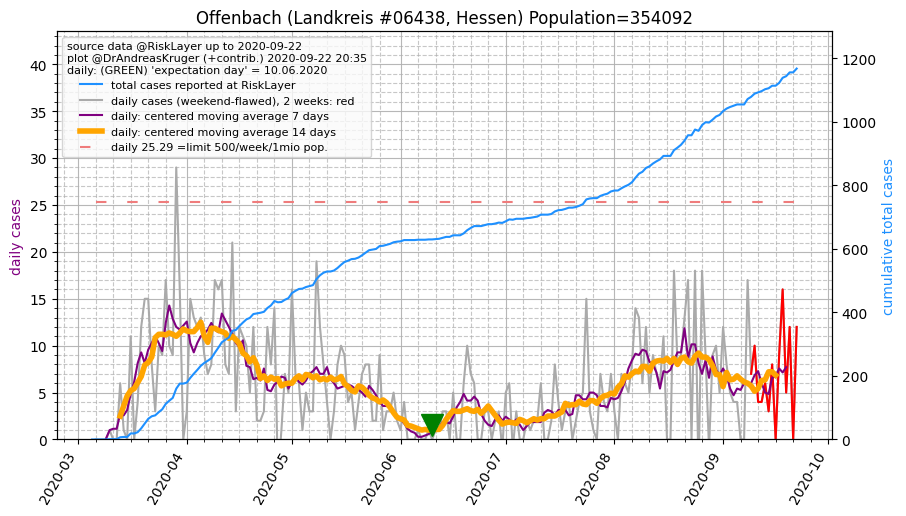 Offenbach (Landkreis #06438, Hessen) Population=354092
source data @RiskLayer up to 2020-09-22
plot @DrAndreasKruger (+contrib.) 2020-09-22 20:35
daily: (GREEN) 'expectation day' = 10.06.2020
total cases reported at RiskLayer
daily cases (weekend-flawed), 2 weeks: red
daily: centered moving average 7 days
daily: centered moving average 14 days
daily 25.29 =limit 500/week/1mio pop.
daily cases
40
35
30
25
20
15
10
5
0
cumulative total cases
1200
1000
800
600
400
200
0
2020-03
2020-04
2020-05
2020-06
2020-07
2020-08
2020-09
2020-10